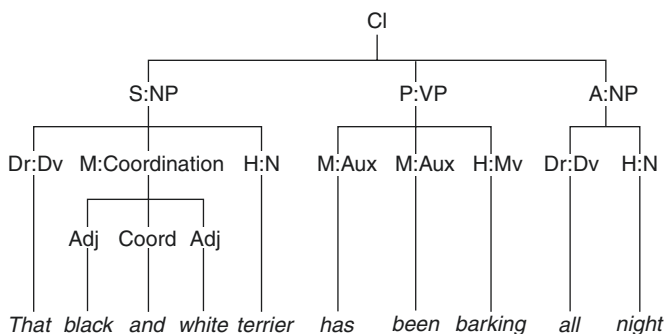 Cl
S:NP P:VP A:NP
Dr:Dv M:Coordination H:N M:Aux M:Aux H:Mv Dr:Dv H:N
Adj Coord Adj
That black and white terrier has been barking all night